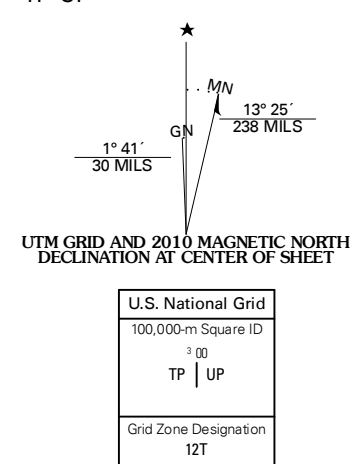 ★
MN
GN
13° 25´
238 MILS
1° 41´
30 MILS
UTM GRID AND 2010 MAGNETIC NORTH
DECLINATION AT CENTER OF SHEET
U.S. National Grid
100,000-m Square ID
3 00
TP | UP
Grid Zone Designation
12T